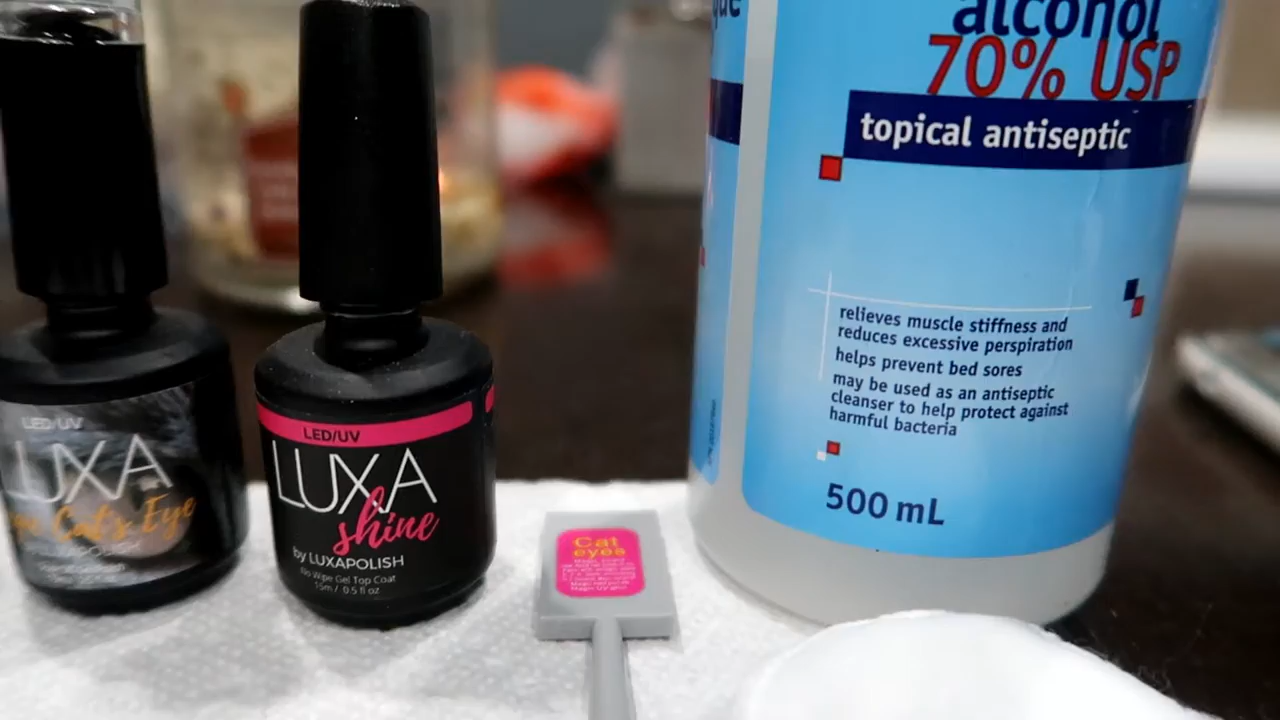 LED/UV
LUXA
Cat's Eye
LED/UV
LUXA
shine
by LUXAPOLISH
No Wipe Gel Top Coat
15ml / 0.5 fl oz
Cat
eyes
alcohol
70% USP
topical antiseptic
relieves muscle stiffness and
reduces excessive perspiration
helps prevent bed sores
may be used as an antiseptic
cleanser to help protect against
harmful bacteria
500 mL